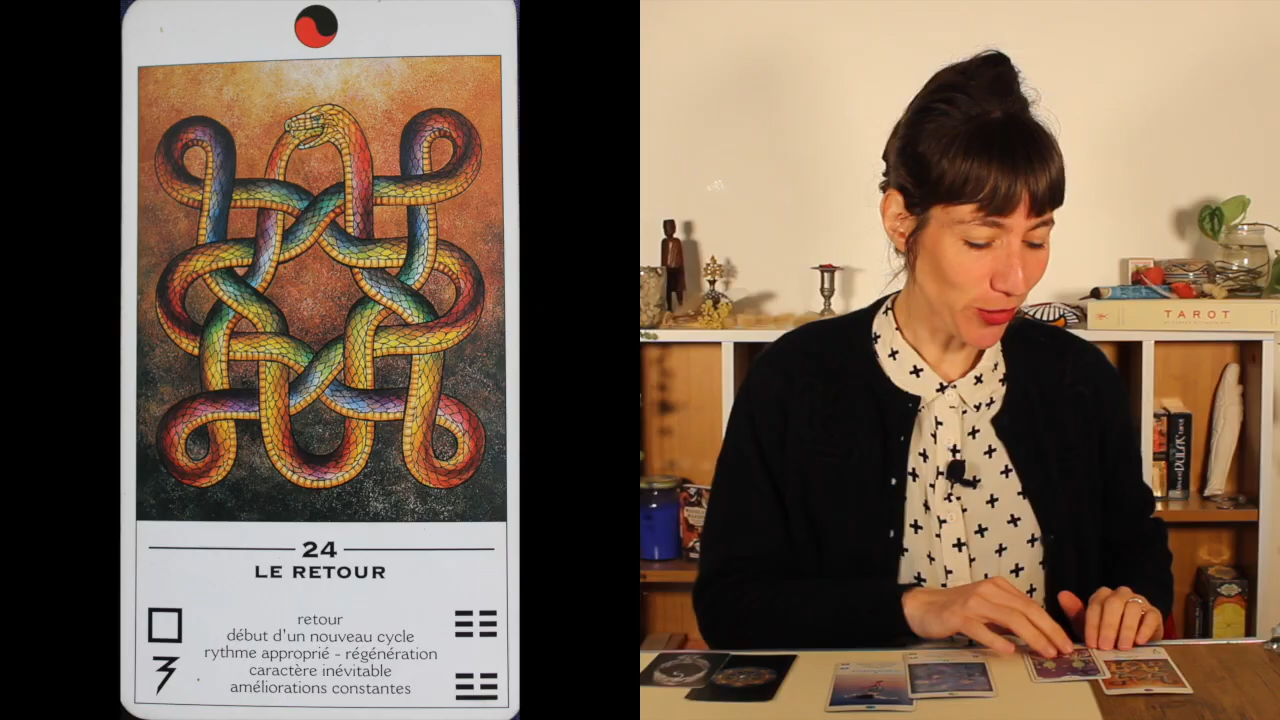 24
LE RETOUR
retour
début d'un nouveau cycle
rythme approprié - régénération
caractère inévitable
améliorations constantes
TAROT